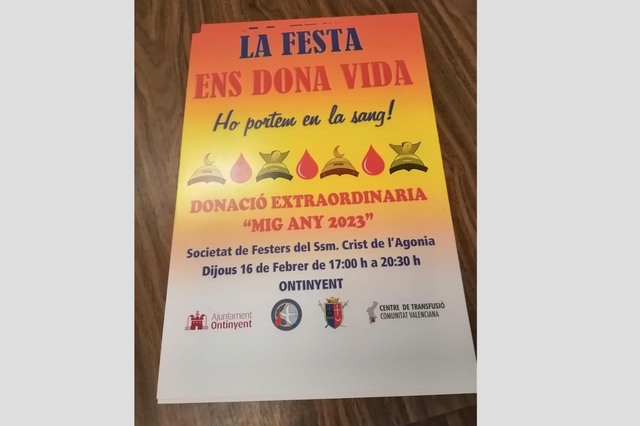 LA FESTA
ENS DONA VIDA
Ho portem en la sang!
DONACIÓ EXTRAORDINARIA
“MIG ANY 2023”
Societat de Festers del Ssm. Crist de l'Agonia
Dijous 16 de Febrer de 17:00 h a 20:30 h
ONTINYENT
Ajuntament
Ontinyent
CENTRE DE TRANSFUSIÓ
COMUNITAT VALENCIANA